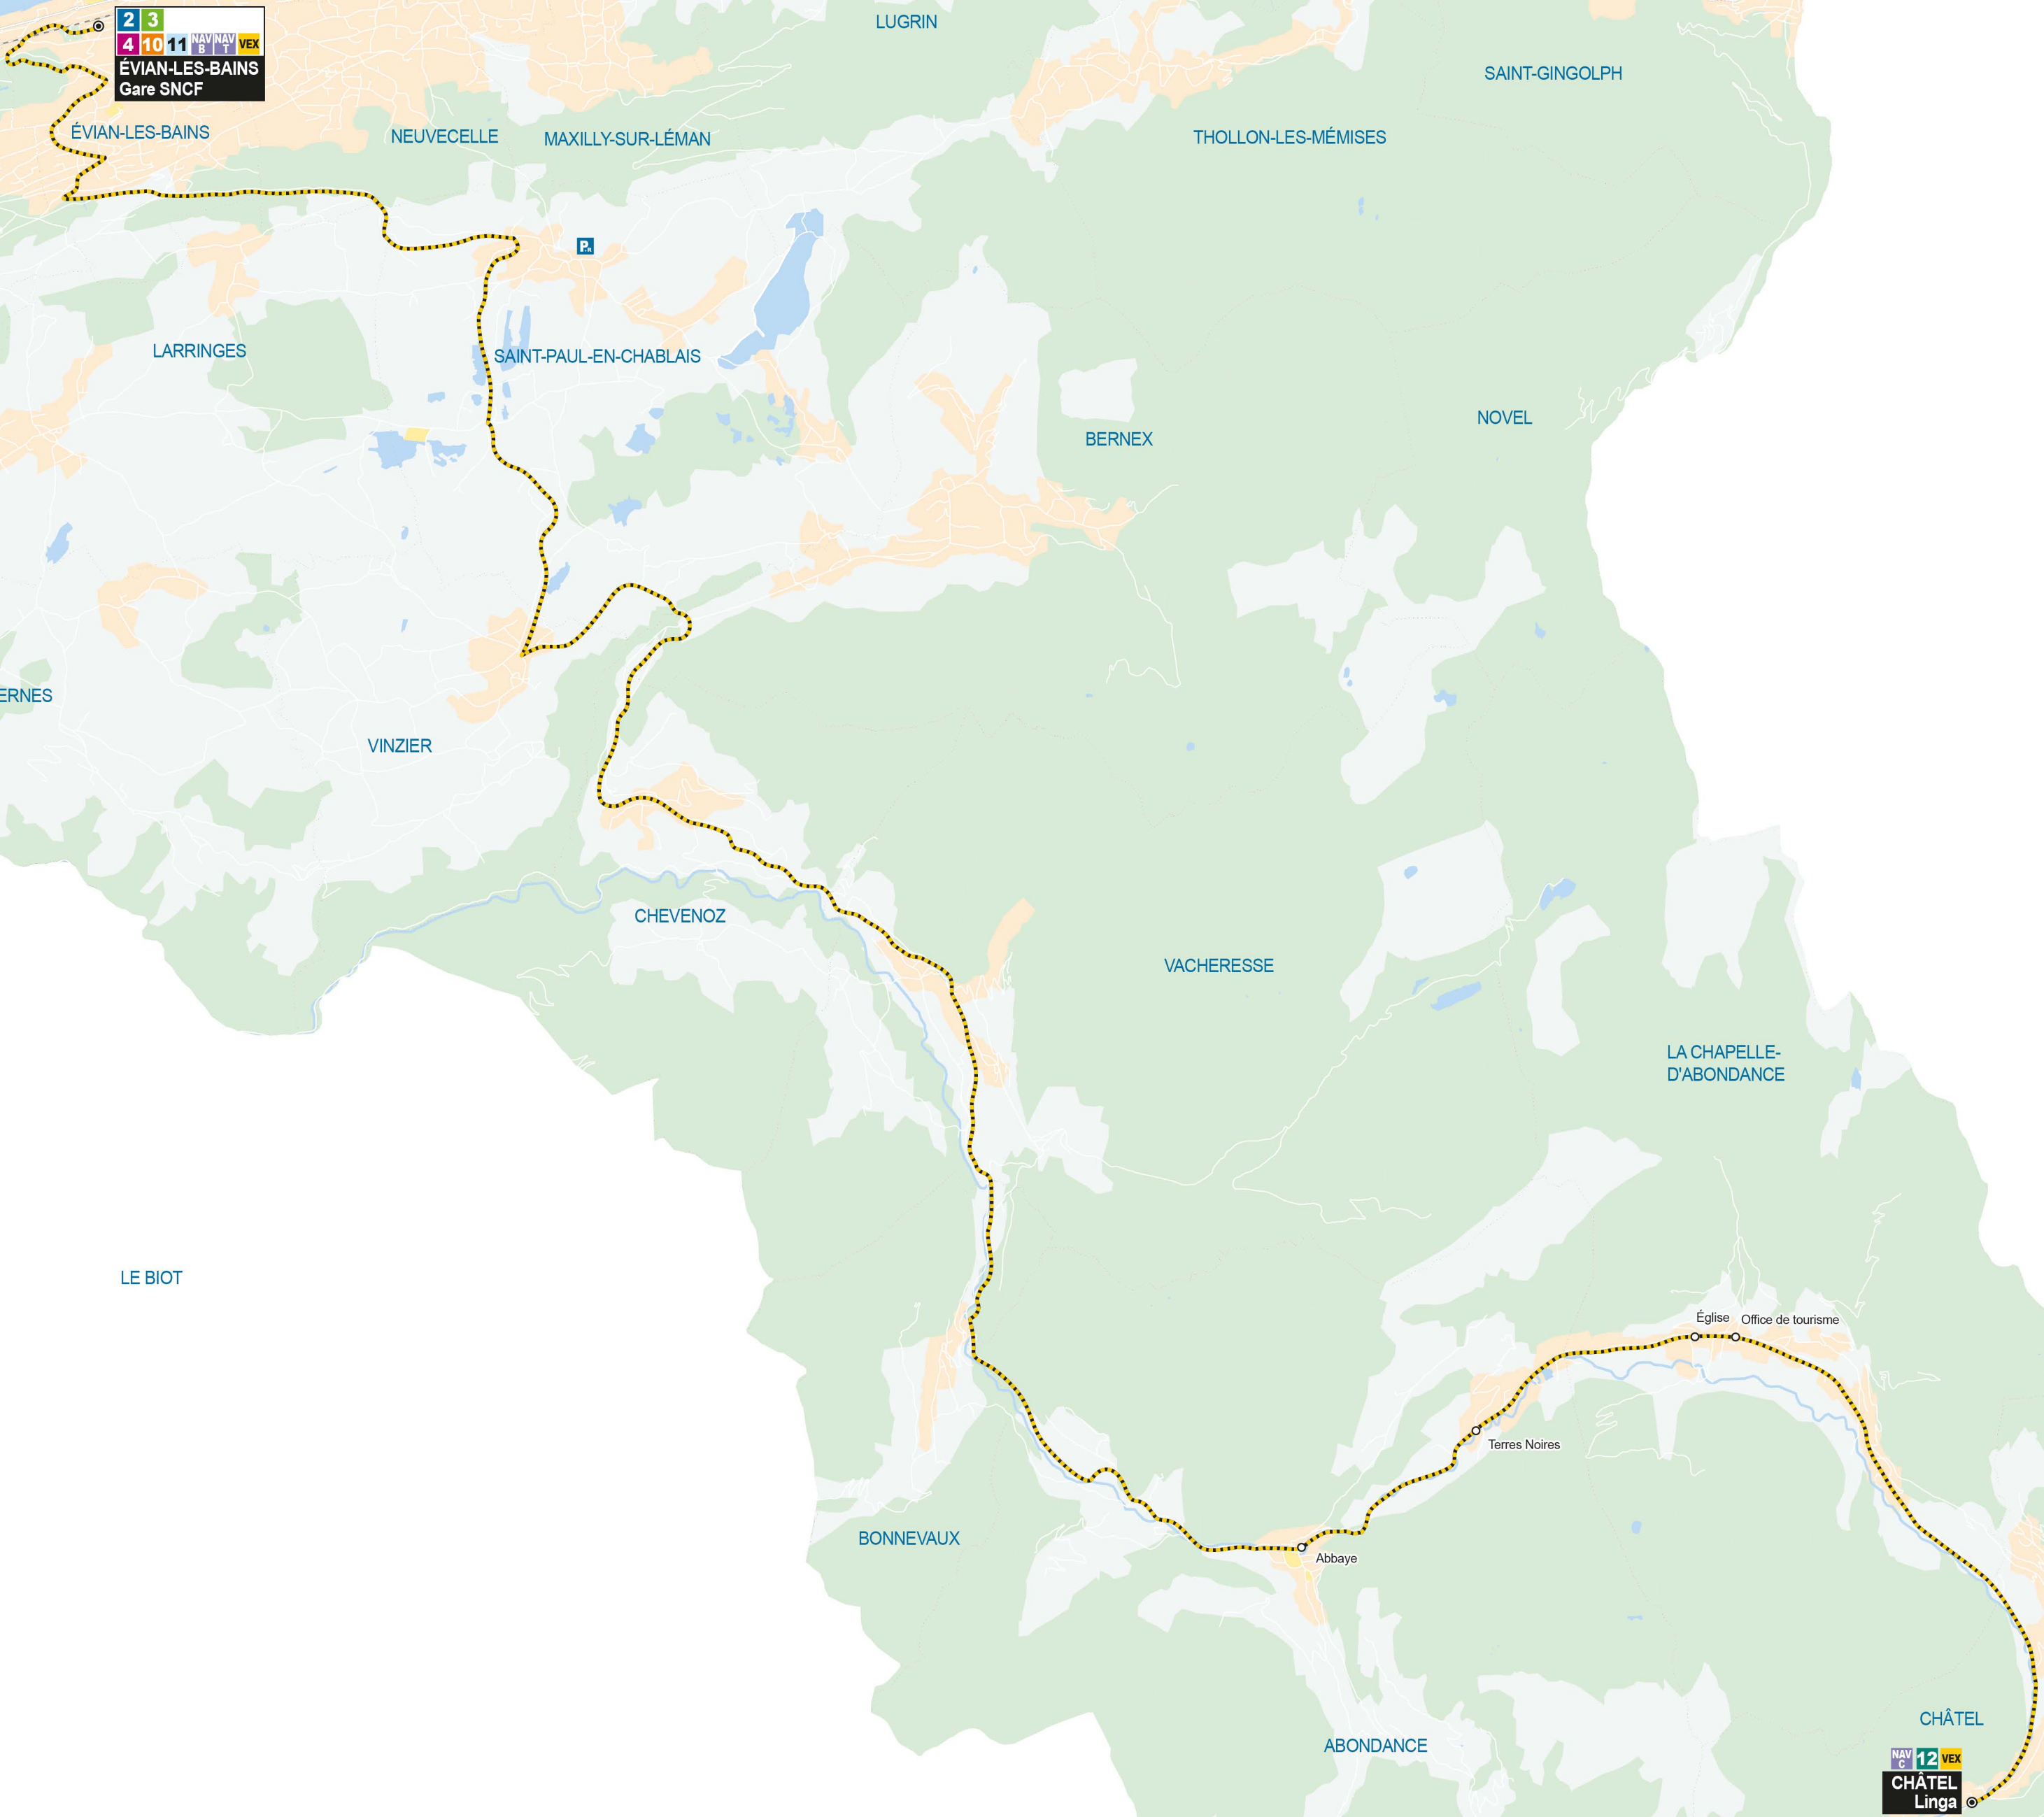 2 3
4 10 11 NAV B NAV T VEX
ÉVIAN-LES-BAINS
Gare SNCF
LUGRIN
SAINT-GINGOLPH
ÉVIAN-LES-BAINS
NEUVECELLE
MAXILLY-SUR-LÉMAN
THOLLON-LES-MÉMISES
P
LARRINGES
SAINT-PAUL-EN-CHABLAIS
NOVEL
BERNEX
ERNES
VINZIER
CHEVENOZ
VACHERESSE
LA CHAPELLE-
D'ABONDANCE
LE BIOT
Église
Office de tourisme
Terres Noires
BONNEVAUX
Abbaye
CHÂTEL
ABONDANCE
NAV C 12 VEX
CHÂTEL
Linga